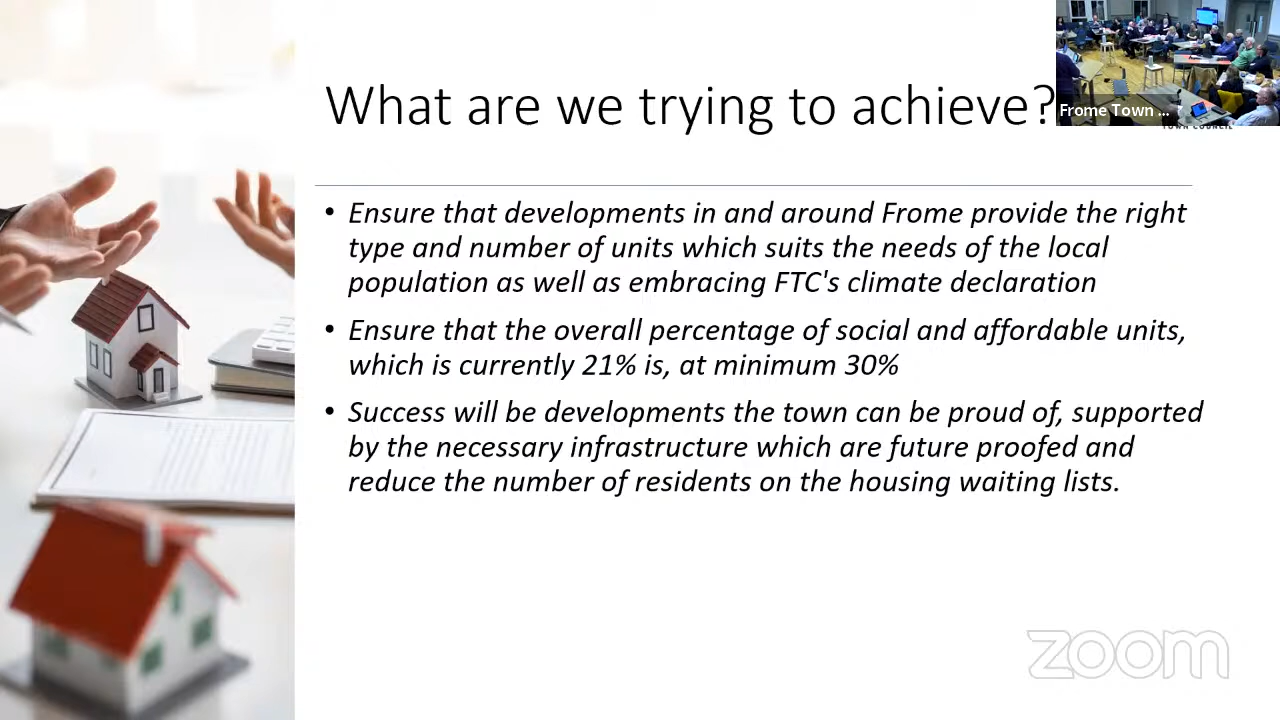 What are we trying to achieve?
Frome Town ...
TOWN COUNCIL
• Ensure that developments in and around Frome provide the right
type and number of units which suits the needs of the local
population as well as embracing FTC's climate declaration
• Ensure that the overall percentage of social and affordable units,
which is currently 21% is, at minimum 30%
• Success will be developments the town can be proud of, supported
by the necessary infrastructure which are future proofed and
reduce the number of residents on the housing waiting lists.
zoom